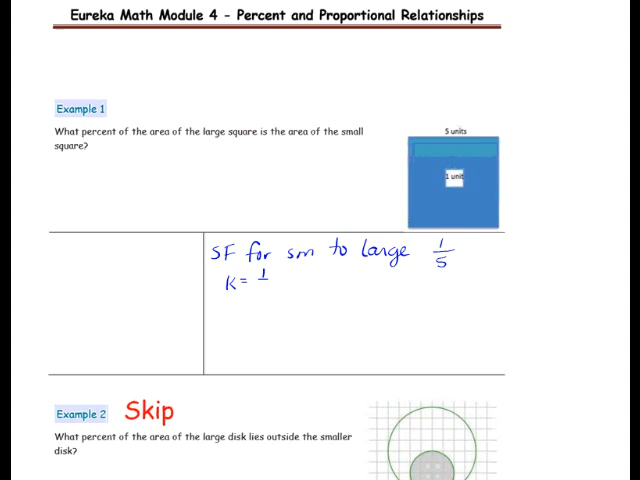 Eureka Math Module 4 - Percent and Proportional Relationships
Example 1
What percent of the area of the large square is the area of the small
square?
5 units
1 unit
SF for sm to large 1/5
K = 1
Example 2 Skip
What percent of the area of the large disk lies outside the smaller
disk?